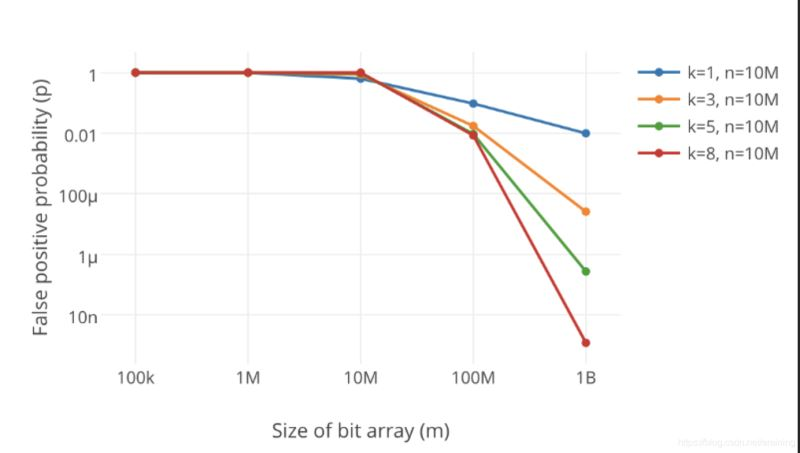 False positive probability (p)
1
0.01
100μ
1μ
10n
100k
1M
10M
100M
1B
Size of bit array (m)
k=1, n=10M
k=3, n=10M
k=5, n=10M
k=8, n=10M